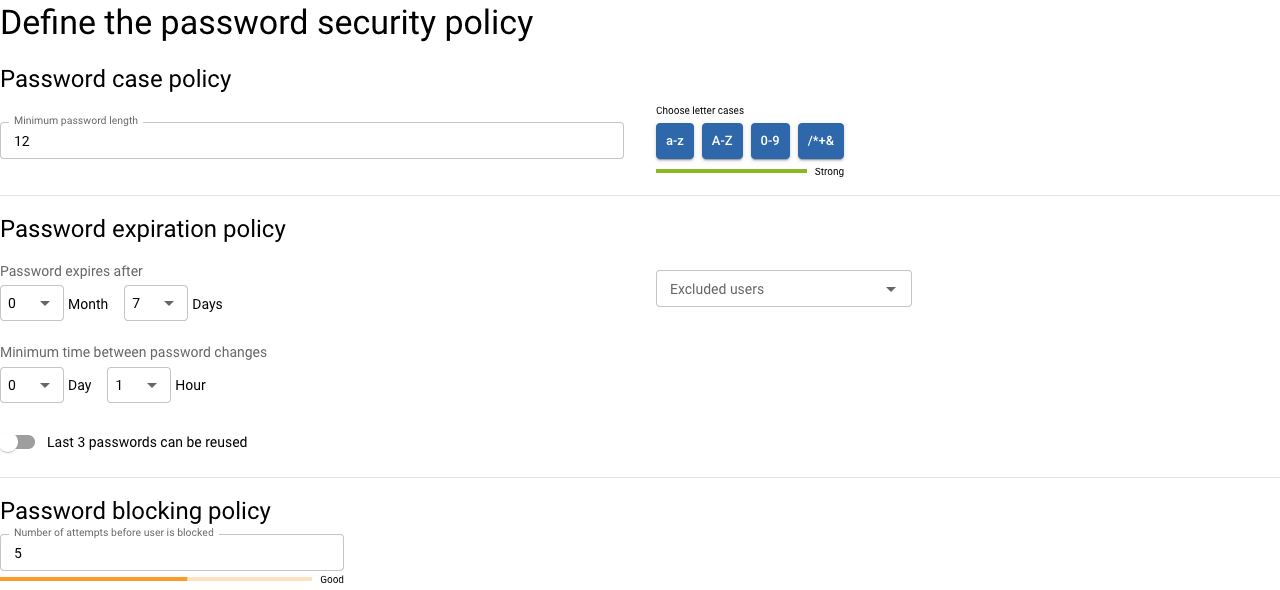 Define the password security policy
Password case policy
Minimum password length
12
Choose letter cases
a-z A-Z 0-9 /*+&
Strong
Password expiration policy
Password expires after
0 Month 7 Days
Excluded users
Minimum time between password changes
0 Day 1 Hour
Last 3 passwords can be reused
Password blocking policy
Number of attempts before user is blocked
5
Good